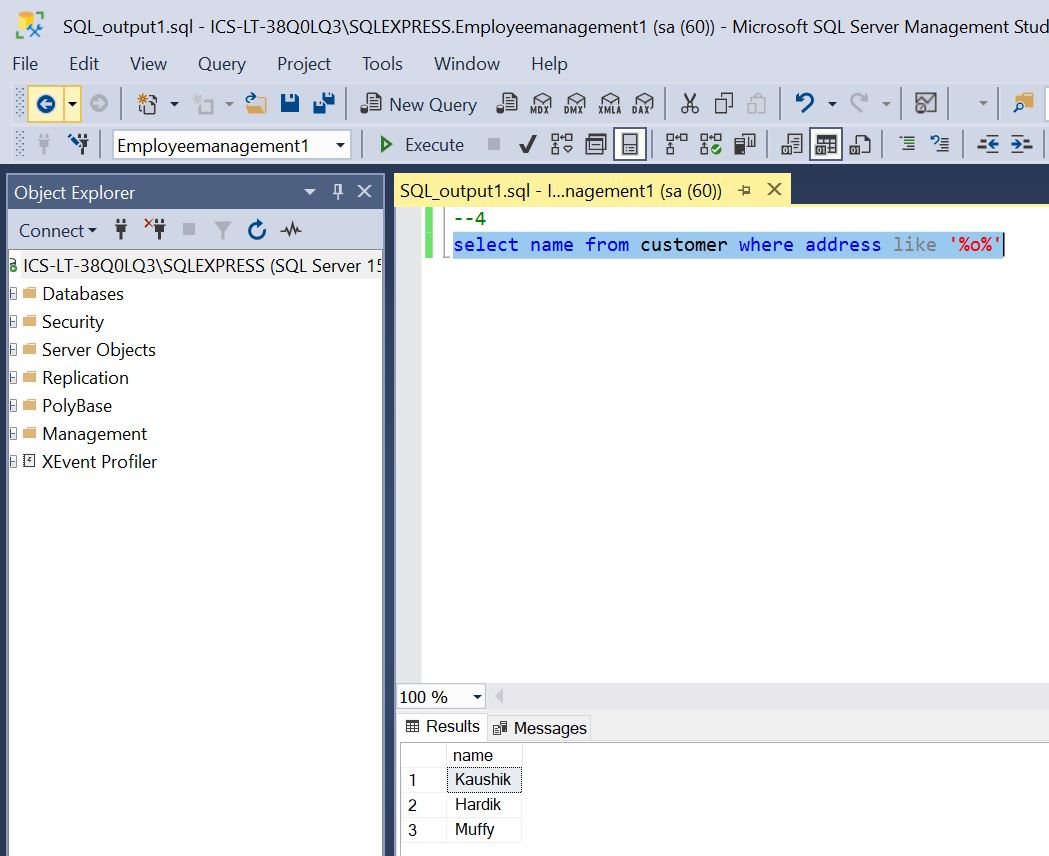 SQL_output1.sql - ICS-LT-38Q0LQ3\SQLEXPRESS.Employeemanagement1 (sa (60)) - Microsoft SQL Server Management Stud
File Edit View Query Project Tools Window Help
New Query MDX DMX XMLA DAX
Employeemanagement1 Execute
Object Explorer
Connect
ICS-LT-38Q0LQ3\SQLEXPRESS (SQL Server 15
Databases
Security
Server Objects
Replication
PolyBase
Management
XEvent Profiler
SQL_output1.sql - I...nagement1 (sa (60))
--4
select name from customer where address like '%o%'
100 %
Results Messages
name
1 Kaushik
2 Hardik
3 Muffy